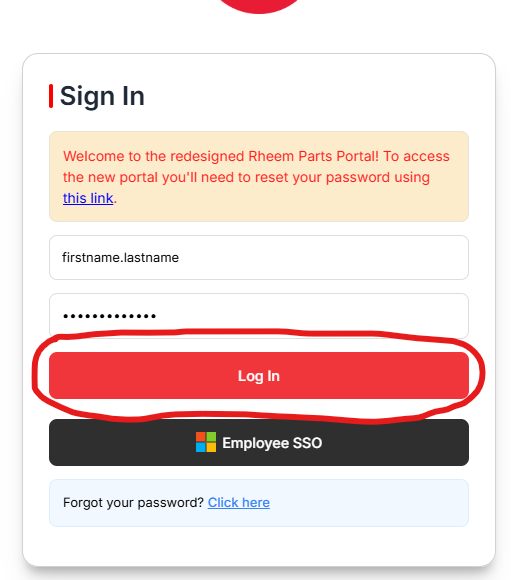 Sign In
Welcome to the redesigned Rheem Parts Portal! To access
the new portal you'll need to reset your password using
this link.
firstname.lastname
•••••••••••••
Log In
Employee SSO
Forgot your password? Click here